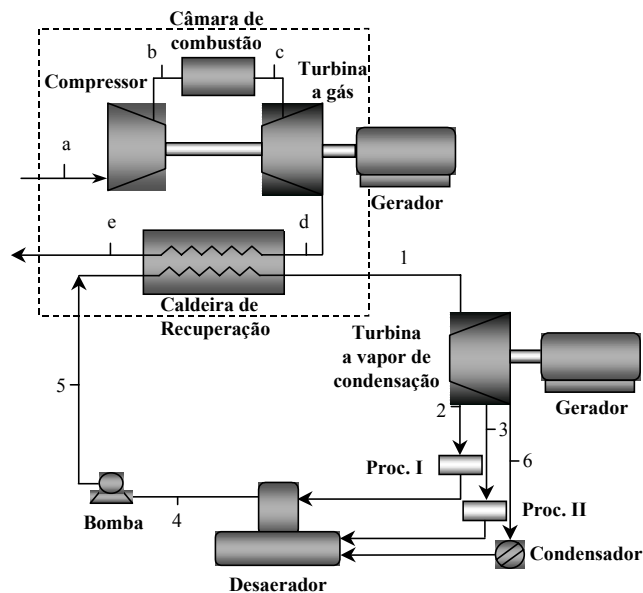 Câmara de
combustão
b
c
Compressor
Turbina
a gás
a
Gerador
e
d
1
Caldeira de
Recuperação
Turbina
a vapor de
condensação
Gerador
5
2
3
6
Proc. I
Proc. II
4
Bomba
Condensador
Desaerador